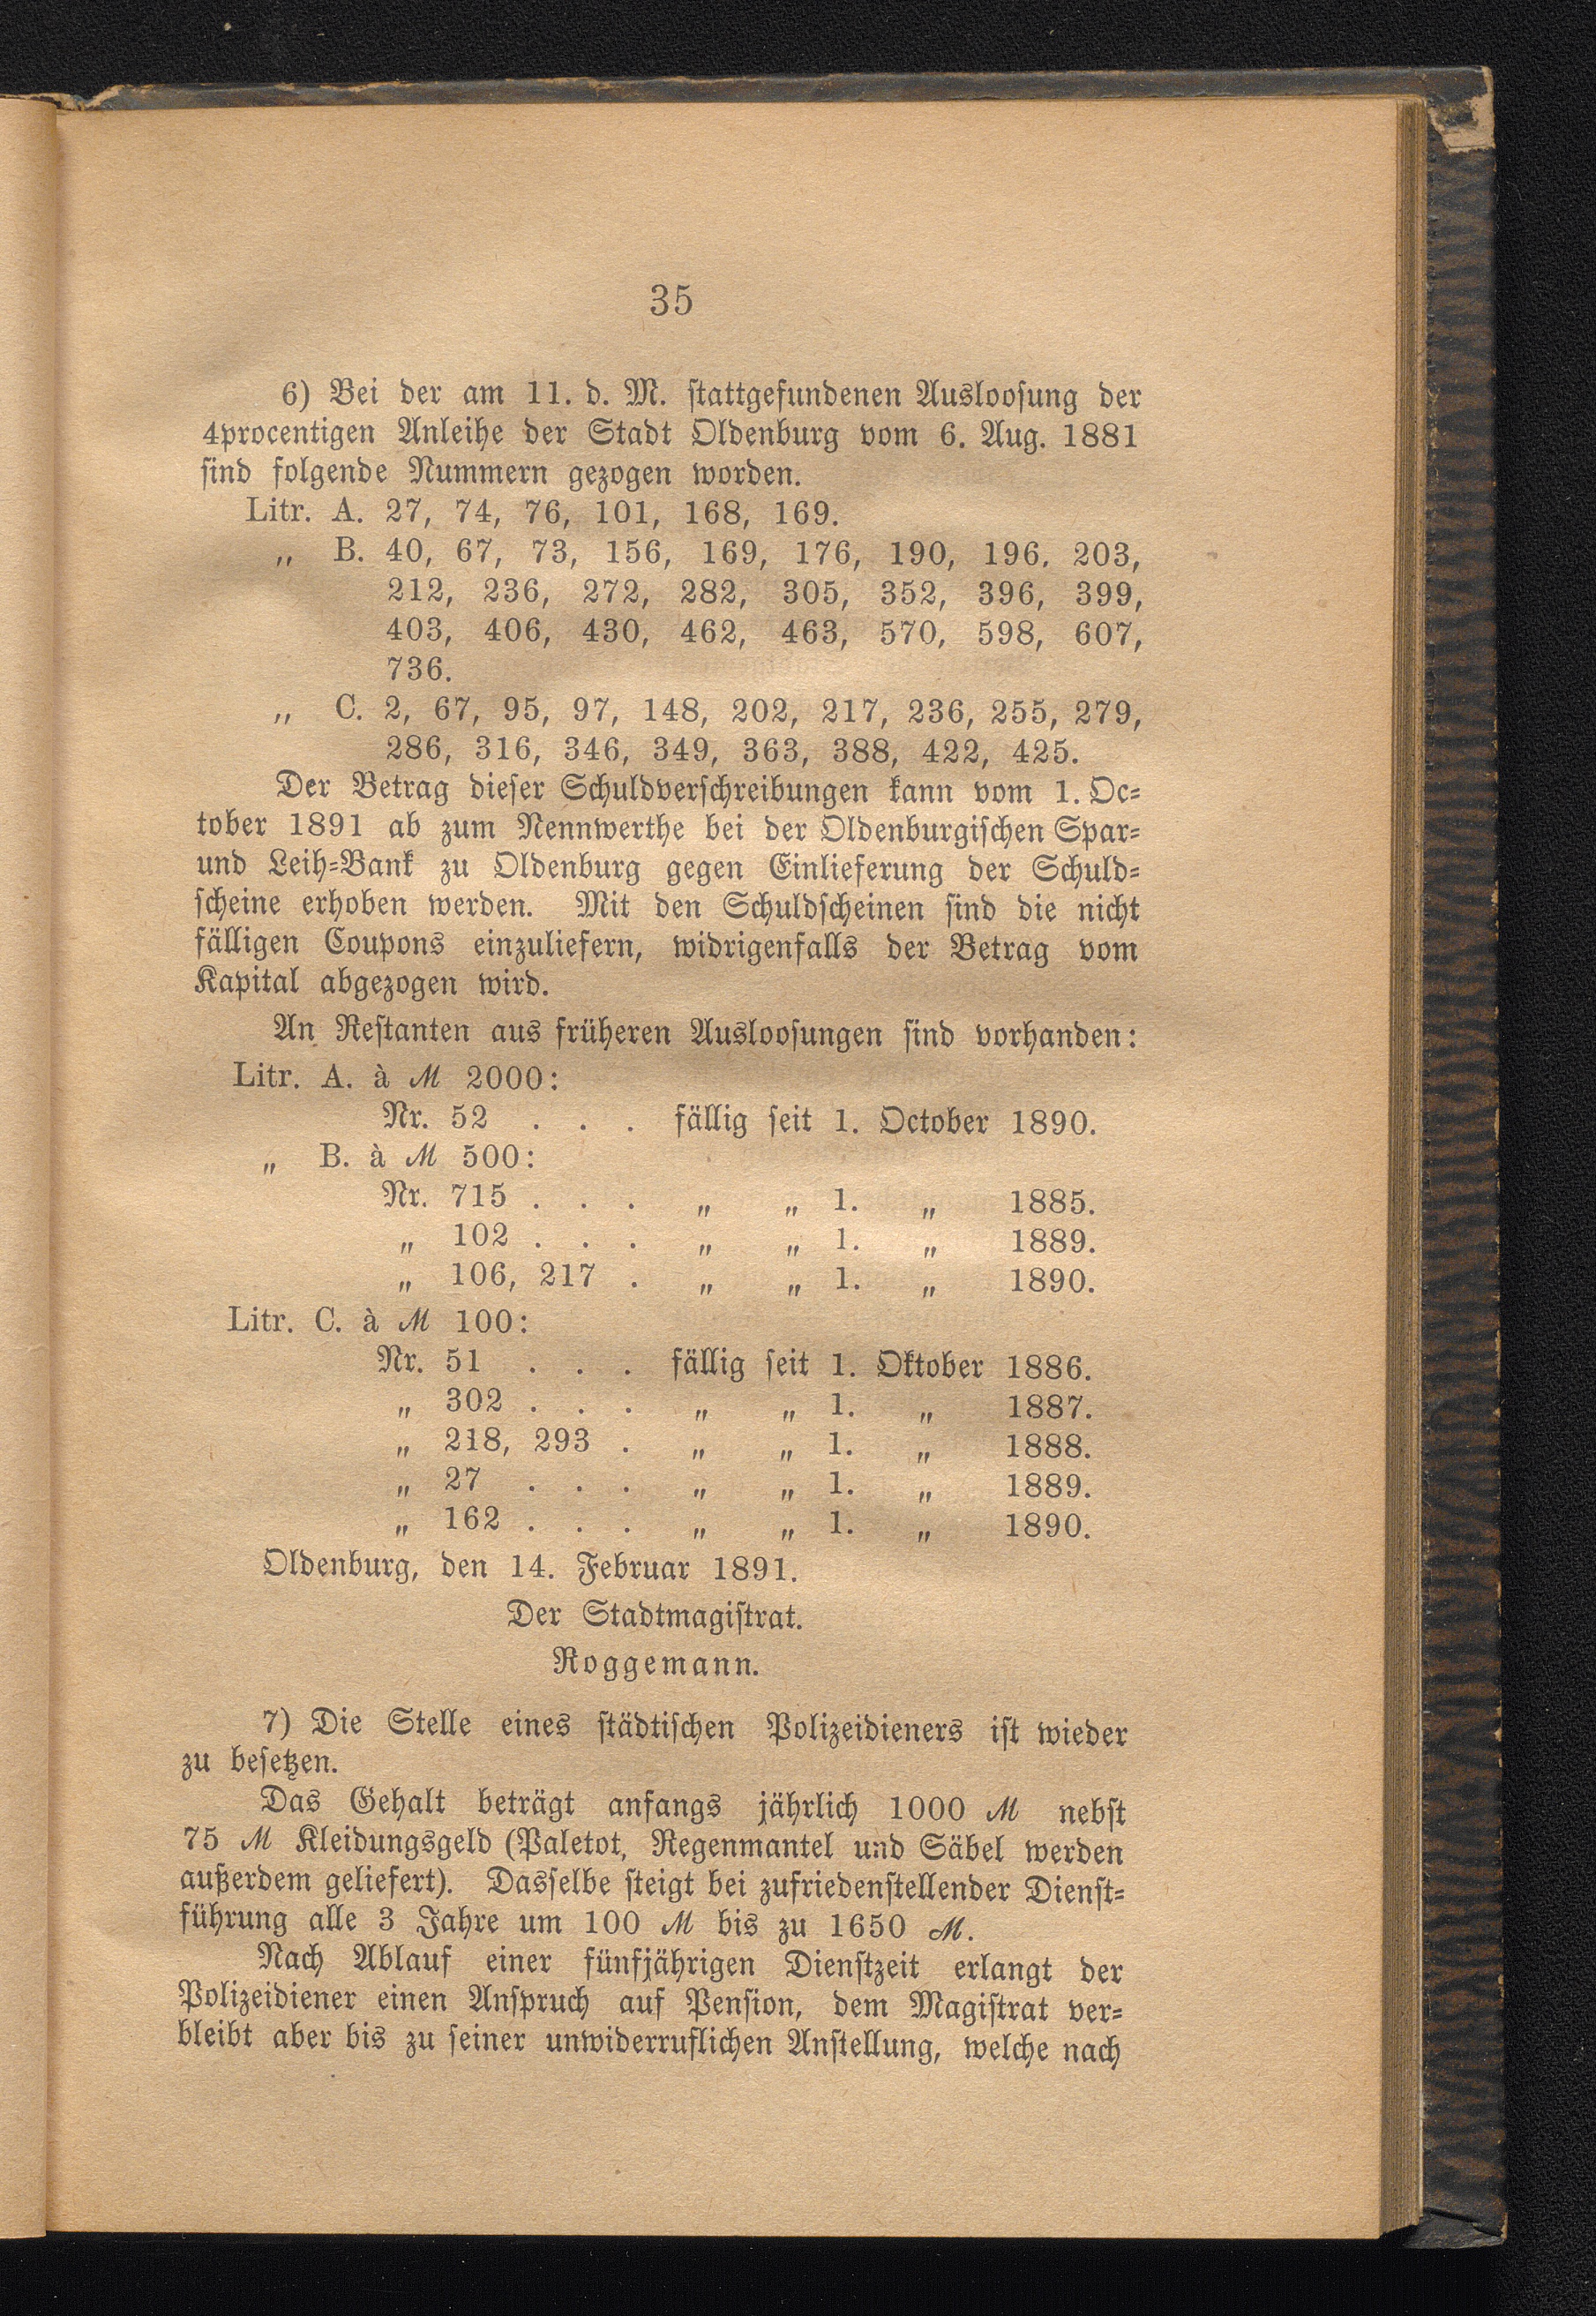 35
6) Bei der am 11. d. M. stattgefundenen Ausloosung der
4procentigen Anleihe der Stadt Oldenburg vom 6. Aug. 1881
sind folgende Nummern gezogen worden.
Litr. A. 27, 74, 76, 101, 168, 169.
„ B. 40, 67, 73, 156, 169, 176, 190, 196. 203,
212, 236, 272, 282, 305, 352, 396, 399,
403, 406, 430, 462, 463, 570, 598, 607,
736.
„ C. 2, 67, 95, 97, 148, 202, 217, 236, 255, 279,
286, 316, 346, 349, 363, 388, 422, 425.
Der Betrag dieser Schuldverschreibungen kann vom 1. Oc=
tober 1891 ab zum Nennwerthe bei der Oldenburgischen Spar=
und Leih=Bank zu Oldenburg gegen Einlieferung der Schuld=
scheine erhoben werden. Mit den Schuldscheinen sind die nicht
fälligen Coupons einzuliefern, widrigenfalls der Betrag vom
Kapital abgezogen wird.
An Restanten aus früheren Ausloosungen sind vorhanden:
Litr. A. à M 2000:
Nr. 52 . . . fällig seit 1. October 1890.
„ B. à M 500:
Nr. 715 . . . „ „ 1. „ 1885.
„ 102 . . . „ „ 1. „ 1889.
„ 106, 217 . „ „ 1. „ 1890.
Litr. C. à M 100:
Nr. 51 . . . fällig seit 1. Oktober 1886.
„ 302 . . . „ „ 1. „ 1887.
„ 218, 293 . „ „ 1. „ 1888.
„ 27 . . . „ „ 1. „ 1889.
„ 162 . . . „ „ 1. „ 1890.
Oldenburg, den 14. Februar 1891.
Der Stadtmagistrat.
Roggemann.
7) Die Stelle eines städtischen Polizeidieners ist wieder
zu besetzen.
Das Gehalt beträgt anfangs jährlich 1000 M nebst
75 M Kleidungsgeld (Paletot, Regenmantel und Säbel werden
außerdem geliefert). Dasselbe steigt bei zufriedenstellender Dienst=
führung alle 3 Jahre um 100 M bis zu 1650 M.
Nach Ablauf einer fünfjährigen Dienstzeit erlangt der
Polizeidiener einen Anspruch auf Pension, dem Magistrat ver=
bleibt aber bis zu seiner unwiderruflichen Anstellung, welche nach